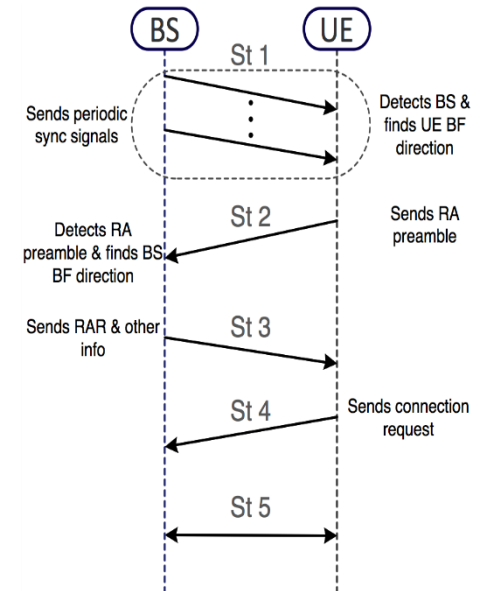 BS
UE
St 1
Sends periodic
sync signals
Detects BS &
finds UE BF
direction
St 2
Sends RA
preamble
Detects RA
preamble & finds BS
BF direction
Sends RAR & other
info
St 3
St 4
Sends connection
request
St 5